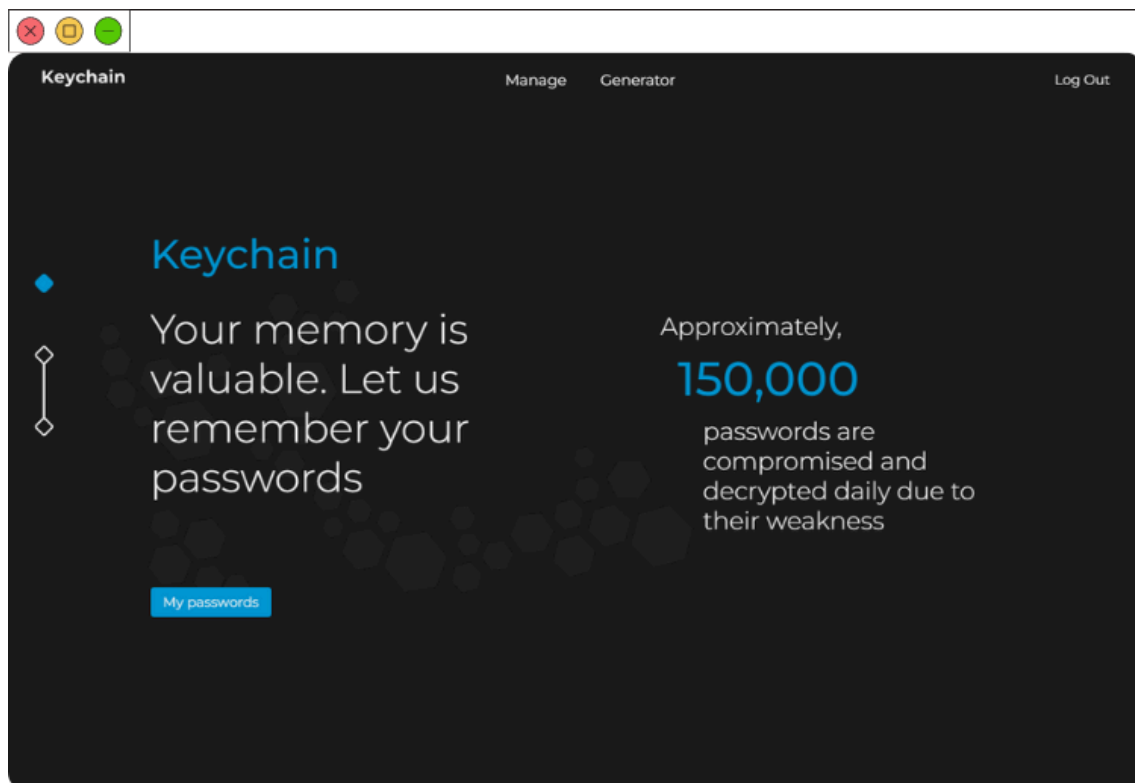 Keychain
Manage
Generator
Log Out
Keychain
Your memory is
valuable. Let us
remember your
passwords
My passwords
Approximately,
150,000
passwords are
compromised and
decrypted daily due to
their weakness